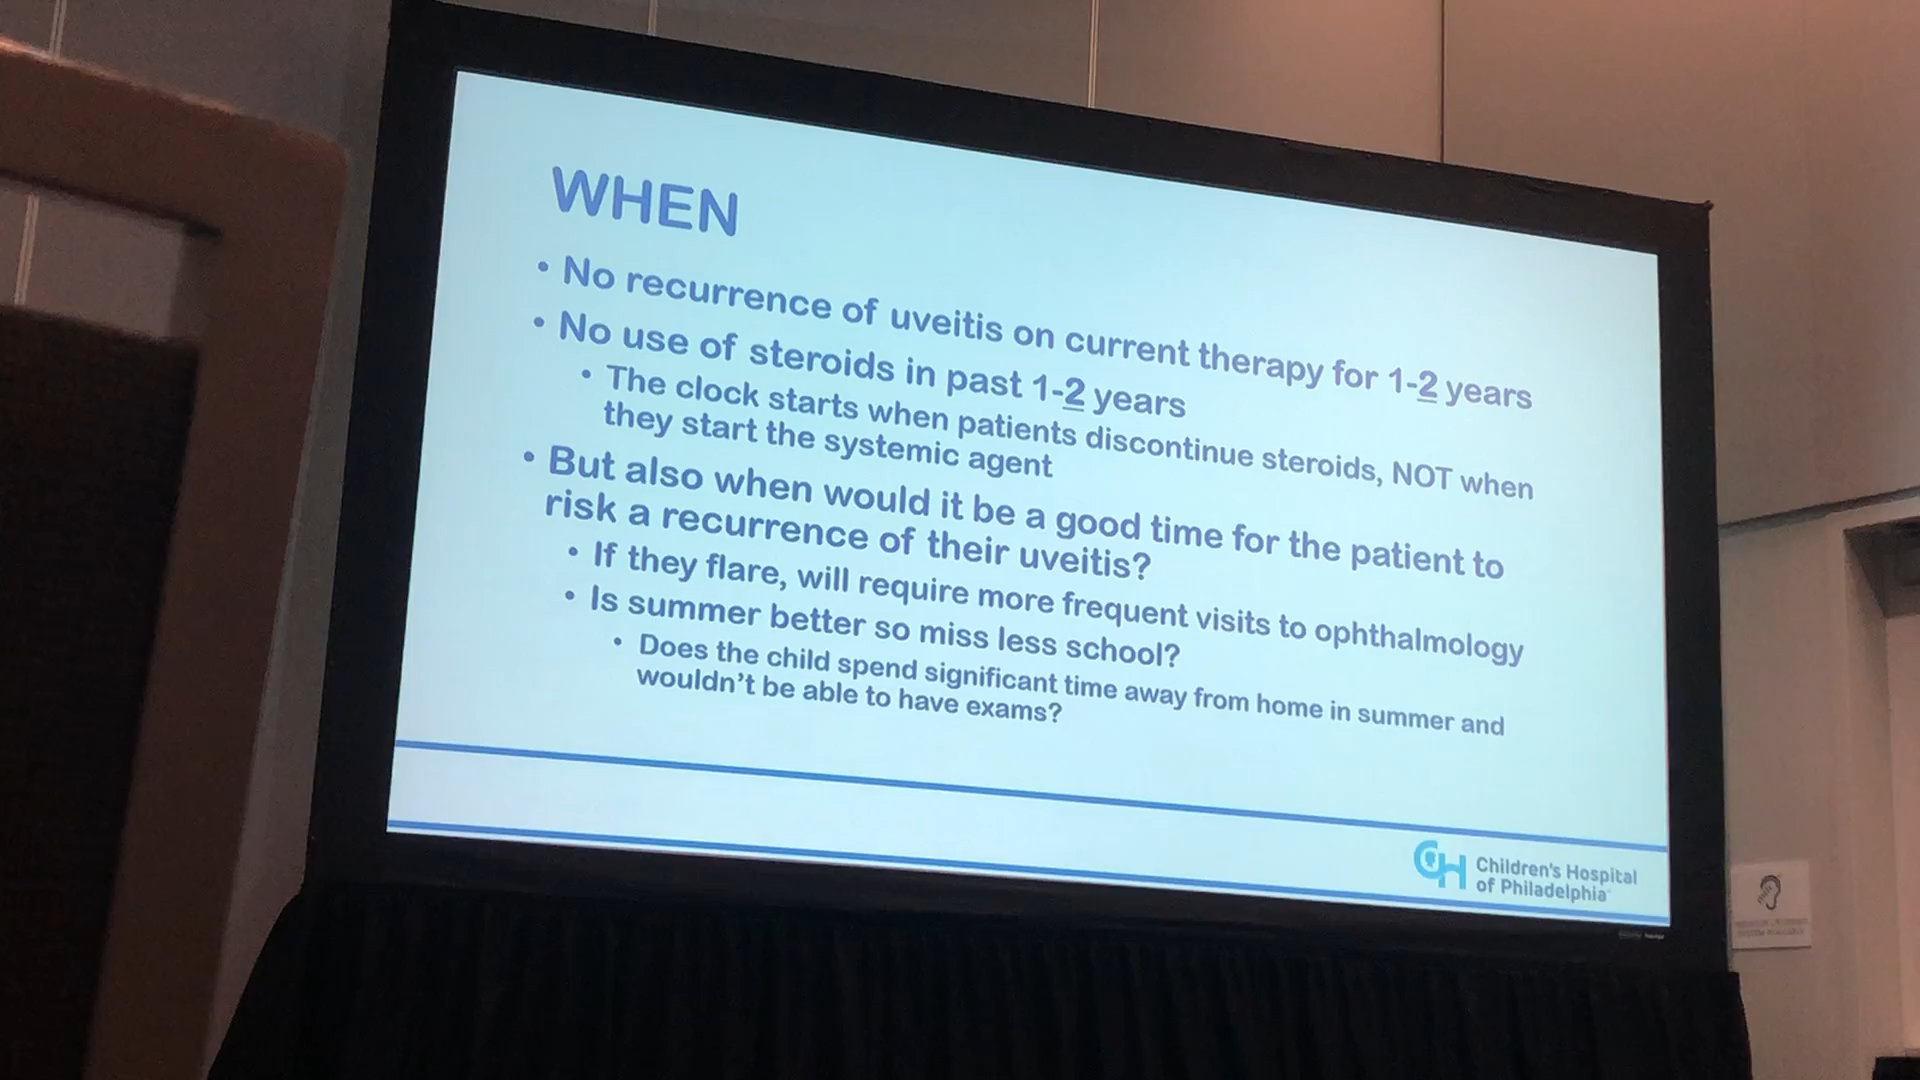 WHEN
• No recurrence of uveitis on current therapy for 1-2 years
• No use of steroids in past 1-2 years
• The clock starts when patients discontinue steroids, NOT when
they start the systemic agent
• But also when would it be a good time for the patient to
risk a recurrence of their uveitis?
• If they flare, will require more frequent visits to ophthalmology
• Is summer better so miss less school?
• Does the child spend significant time away from home in summer and
wouldn't be able to have exams?
CH Children's Hospital
of Philadelphia